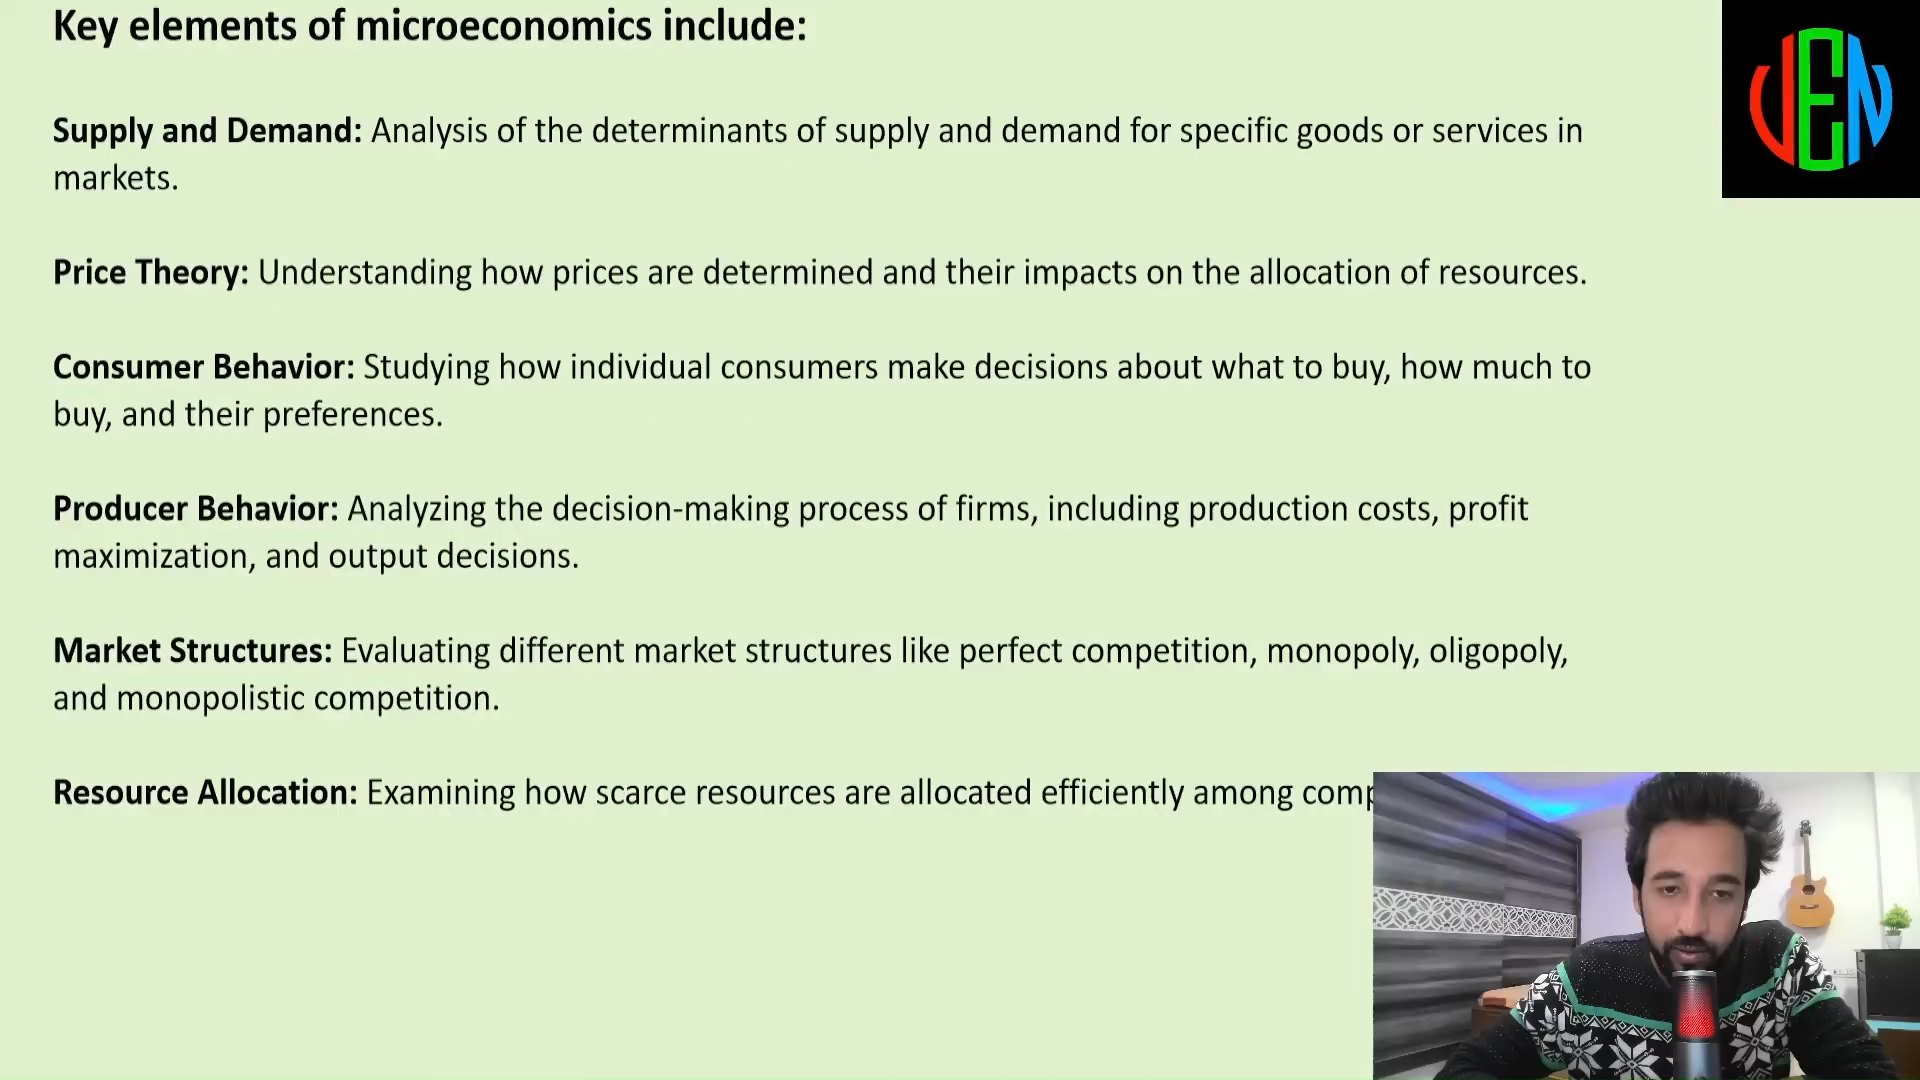 Key elements of microeconomics include:
Supply and Demand: Analysis of the determinants of supply and demand for specific goods or services in
markets.
Price Theory: Understanding how prices are determined and their impacts on the allocation of resources.
Consumer Behavior: Studying how individual consumers make decisions about what to buy, how much to
buy, and their preferences.
Producer Behavior: Analyzing the decision-making process of firms, including production costs, profit
maximization, and output decisions.
Market Structures: Evaluating different market structures like perfect competition, monopoly, oligopoly,
and monopolistic competition.
Resource Allocation: Examining how scarce resources are allocated efficiently among